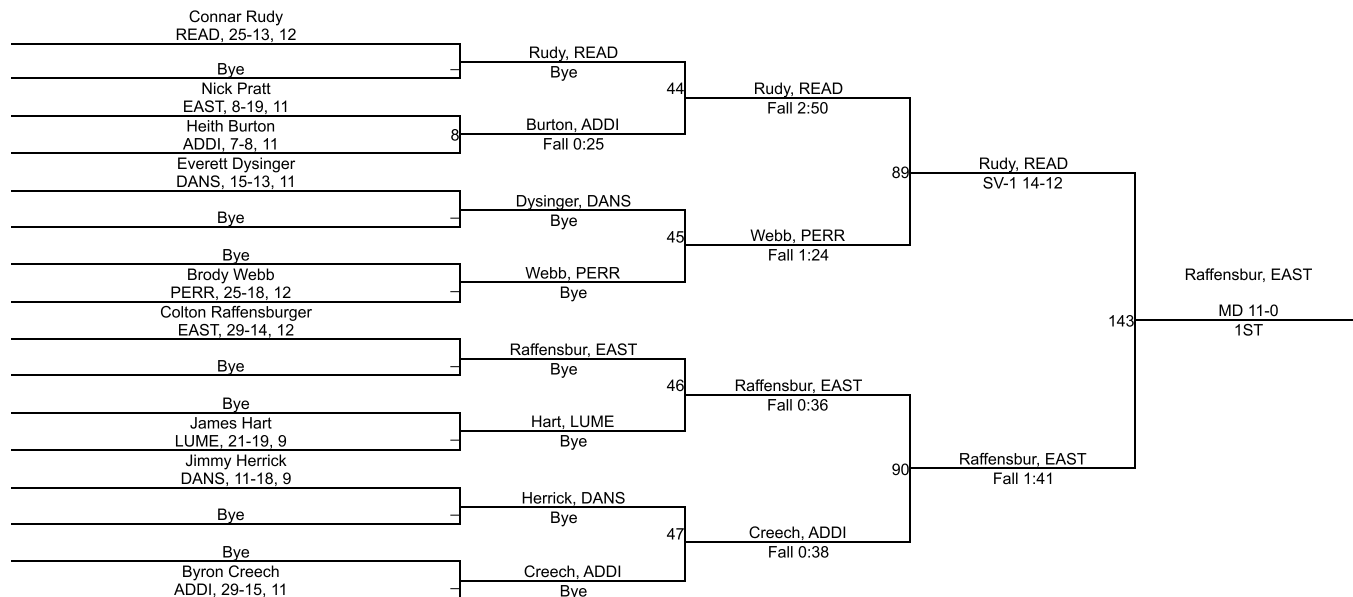 Connar Rudy
READ, 25-13, 12
Bye
Nick Pratt
EAST, 8-19, 11
Heith Burton
ADDI, 7-8, 11
Everett Dysinger
DANS, 15-13, 11
Bye
Bye
Brody Webb
PERR, 25-18, 12
Colton Raffensburger
EAST, 29-14, 12
Bye
Bye
James Hart
LUME, 21-19, 9
Jimmy Herrick
DANS, 11-18, 9
Bye
Bye
Byron Creech
ADDI, 29-15, 11
8
Rudy, READ
Bye
Burton, ADDI
Fall 0:25
Dysinger, DANS
Bye
Webb, PERR
Bye
Raffensbur, EAST
Bye
Hart, LUME
Bye
Herrick, DANS
Bye
Creech, ADDI
Bye
44
45
46
47
Rudy, READ
Fall 2:50
Webb, PERR
Fall 1:24
Raffensbur, EAST
Fall 0:36
Creech, ADDI
Fall 0:38
89
90
Rudy, READ
SV-1 14-12
Raffensbur, EAST
Fall 1:41
143
Raffensbur, EAST
MD 11-0
1ST